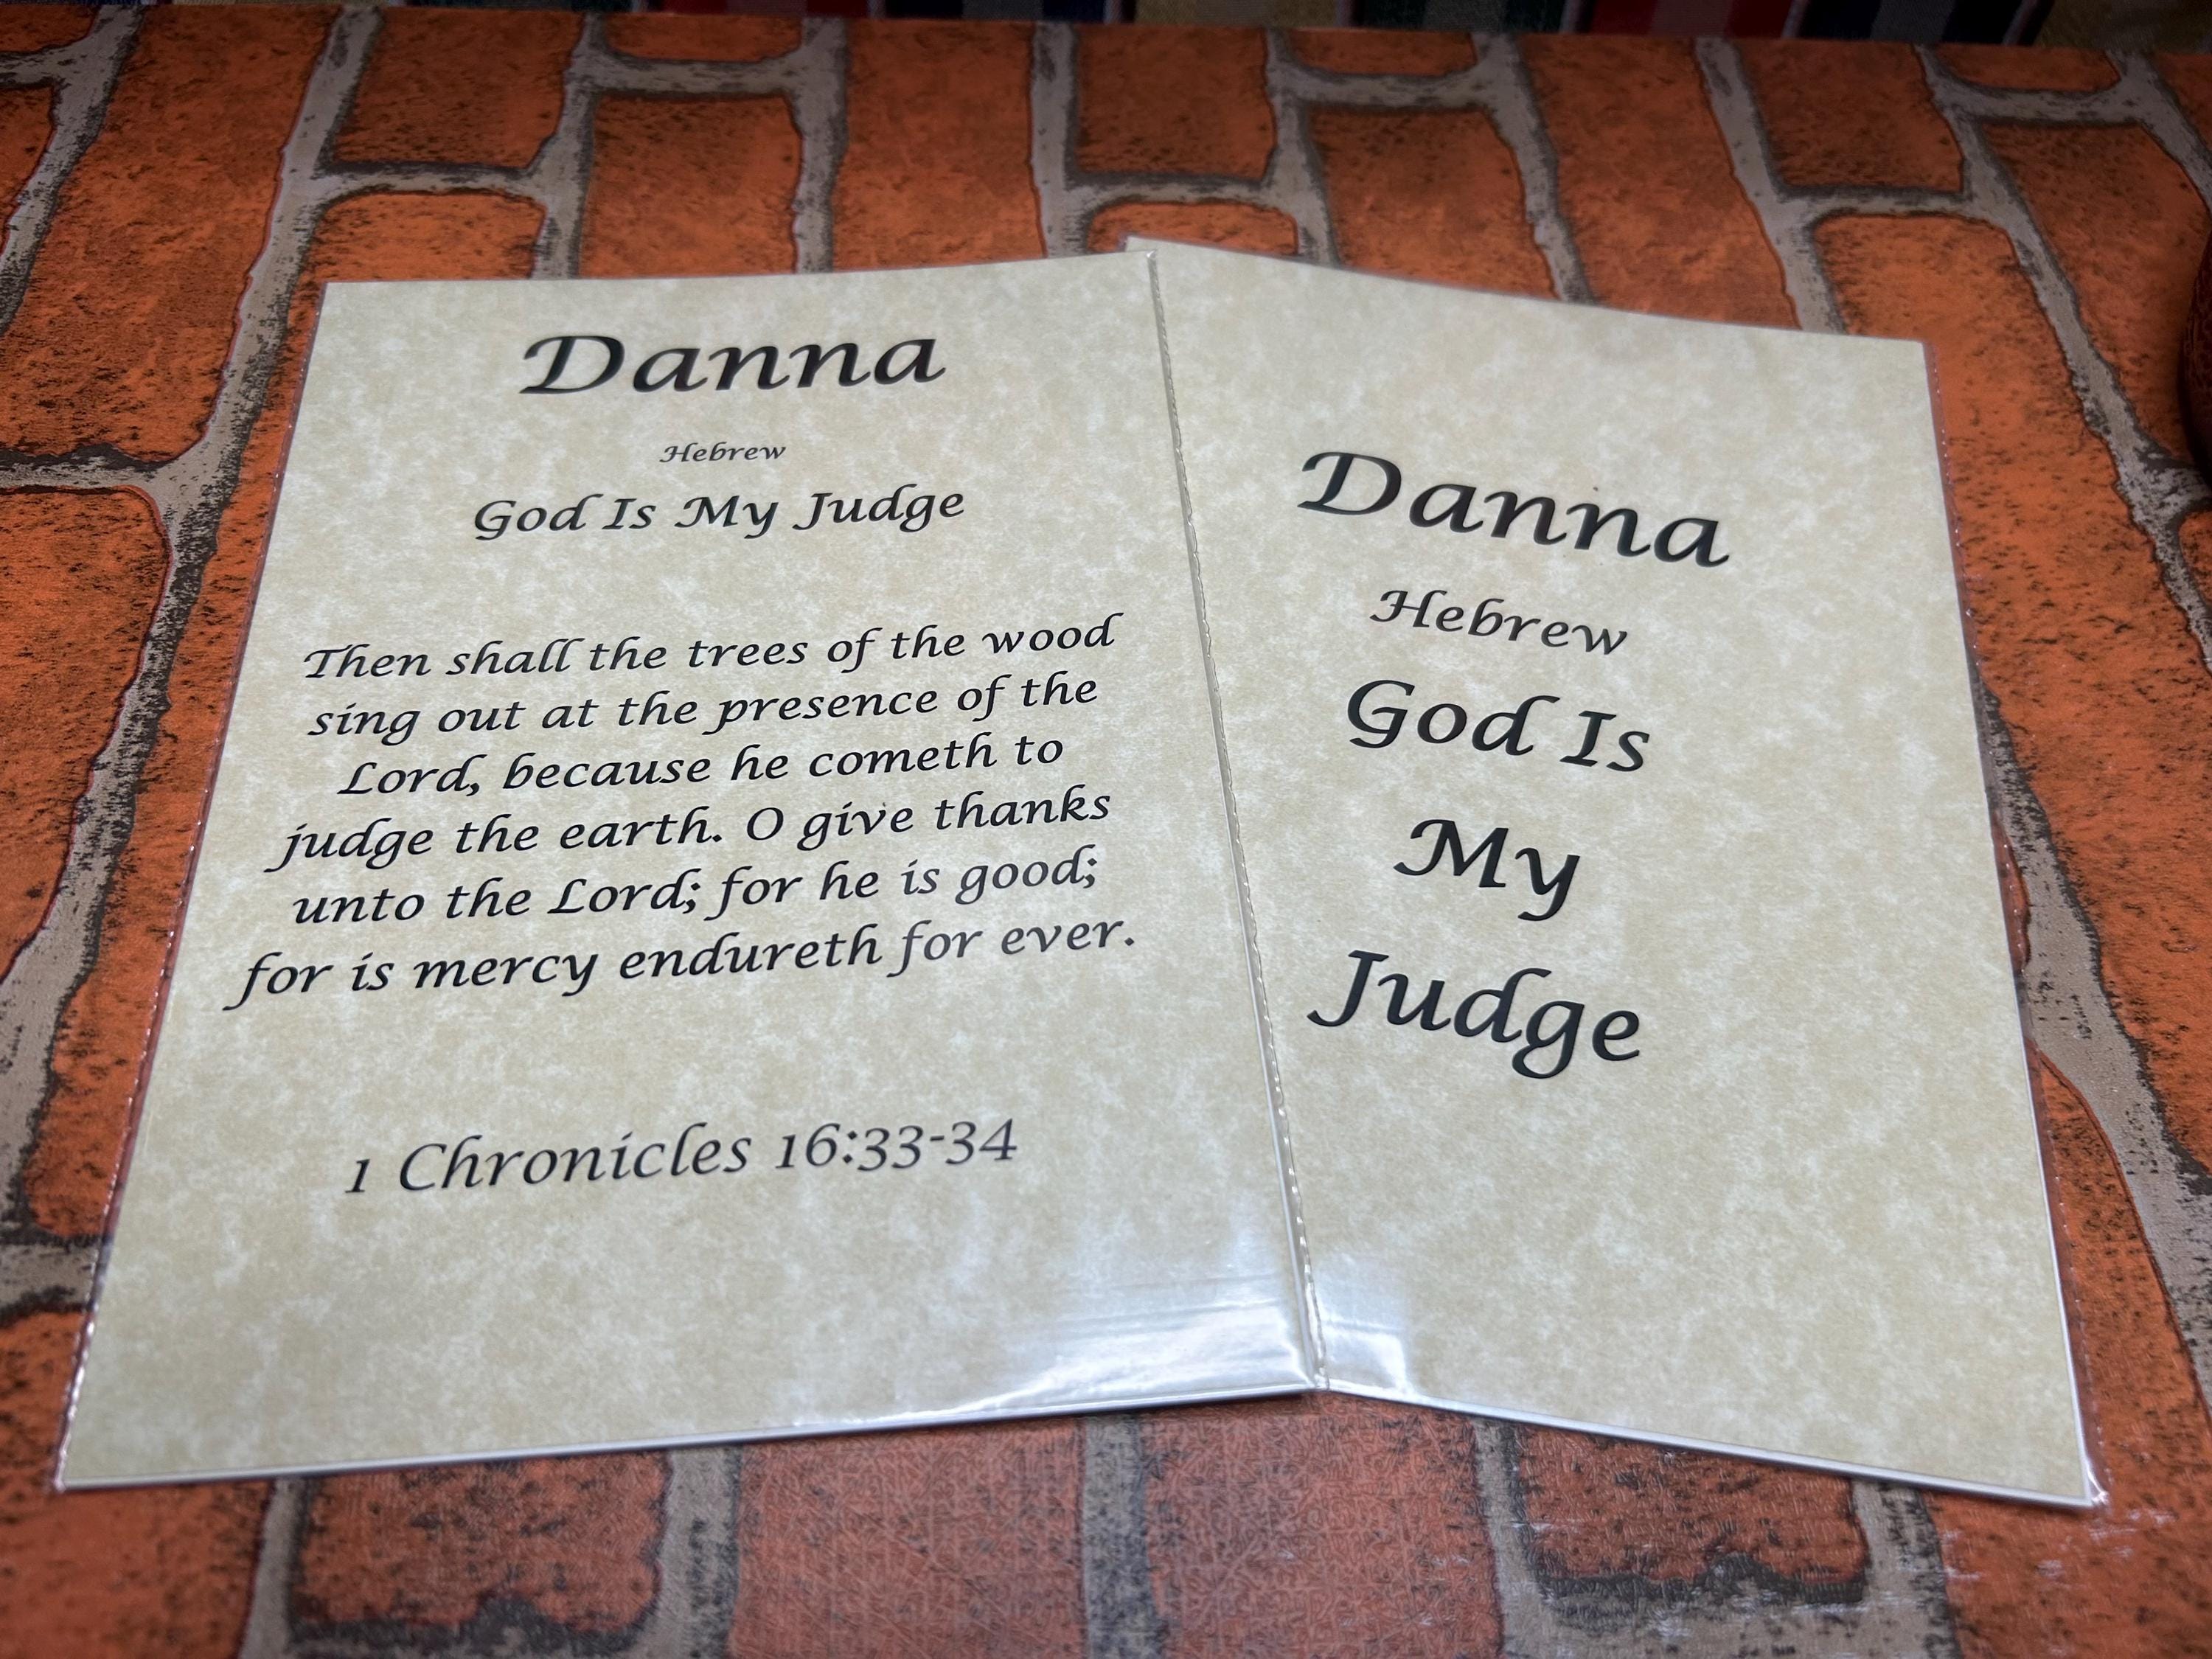 Danna
Hebrew
God Is My Judge
Then shall the trees of the wood
sing out at the presence of the
Lord, because he cometh to
judge the earth. O give thanks
unto the Lord; for he is good;
for is mercy endureth for ever.
1 Chronicles 16:33-34
Danna
Hebrew
God Is
My
Judge